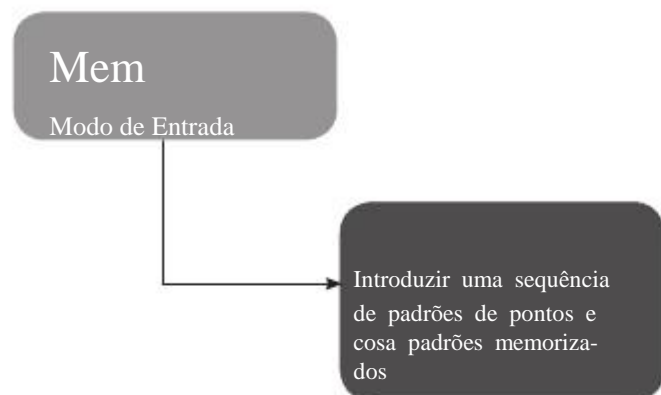 Mem
Modo de Entrada
Introduzir uma sequência
de padrões de pontos e
cosa padrões memoriza-
dos